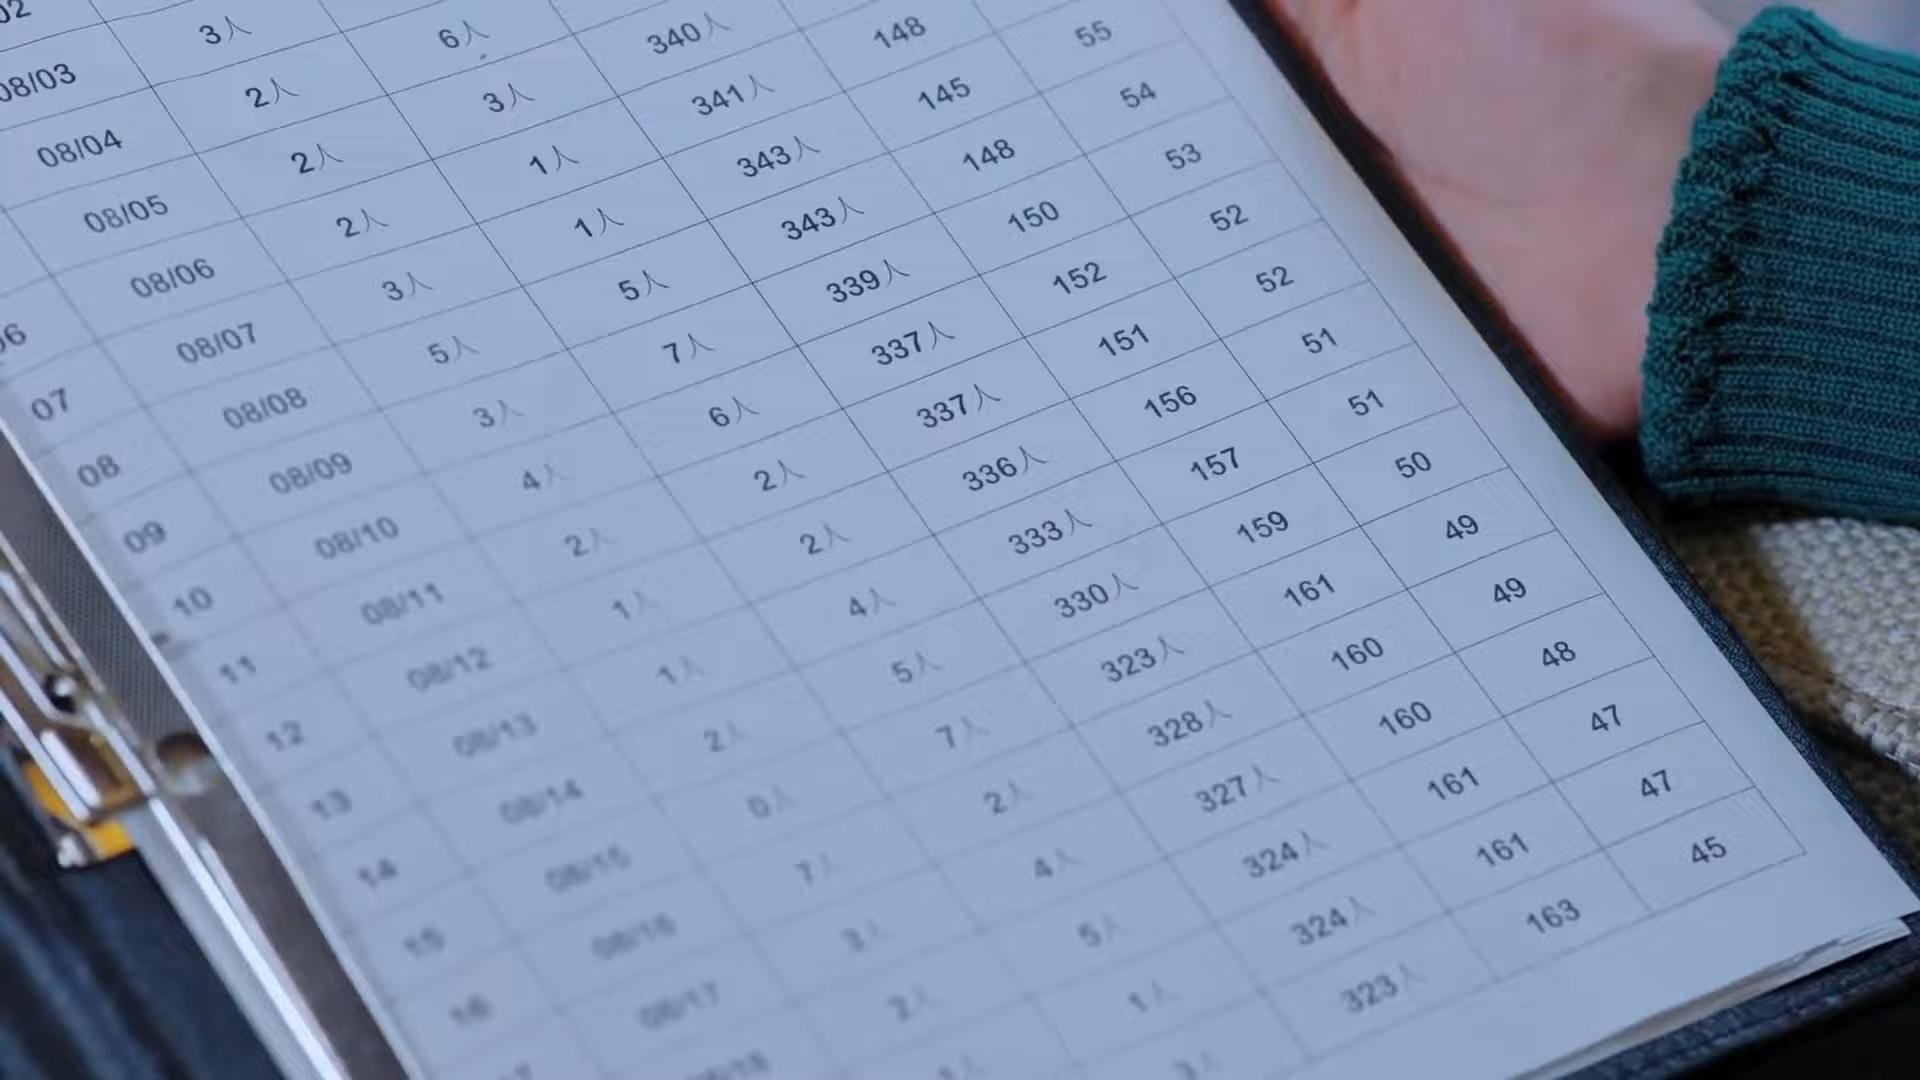 02
08/03 3人
08/04 2人 6人
08/05 2人 3人 340人
6 08/06 2人 1人 341人 148
07 08/07 3人 1人 343人 145 55
08 08/08 5人 5人 343人 148 54
09 08/09 3人 7人 339人 150 53
10 08/10 4人 6人 337人 152 52
11 08/11 2人 2人 337人 151 52
12 08/12 1人 2人 336人 156 51
13 08/13 1人 4人 333人 157 51
14 08/14 2人 5人 330人 159 50
15 08/15 0人 7人 323人 161 49
16 08/16 7人 2人 328人 160 49
08/17 3人 4人 327人 160 48
2人 5人 324人 161 47
1人 324人 161 47
323人 163 45